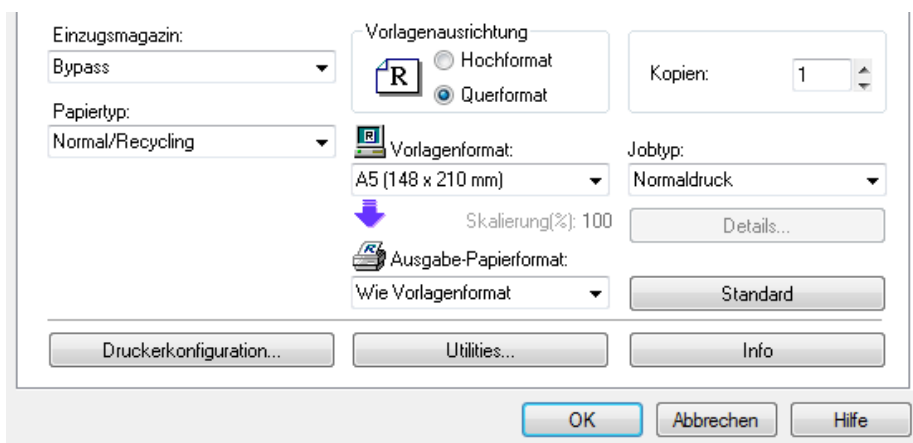 Einzugsmagazin:
Bypass
Papiertyp:
Normal/Recycling
Vorlagenausrichtung
R
Hochformat
Querformat
Kopien:
1
R
Vorlagenformat:
A5 (148 x 210 mm)
Skalierung(%): 100
R
Ausgabe-Papierformat:
Wie Vorlagenformat
Jobtyp:
Normaldruck
Details...
Standard
Druckerkonfiguration...
Utilities...
Info
OK
Abbrechen
Hilfe